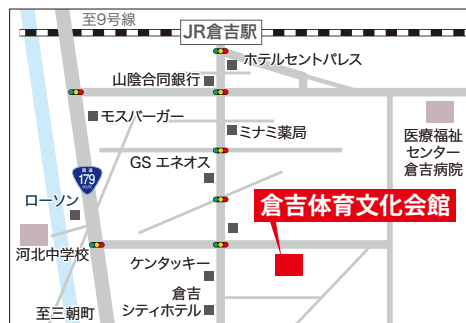 至9号線
JR倉吉駅
ホテルセントパレス
山陰合同銀行
モスバーガー
ミナミ薬局
医療福祉
センター
倉吉病院
GS エネオス
国道
179
ROUTE
ローソン
倉吉体育文化会館
河北中学校
ケンタッキー
倉吉
シティホテル
至三朝町